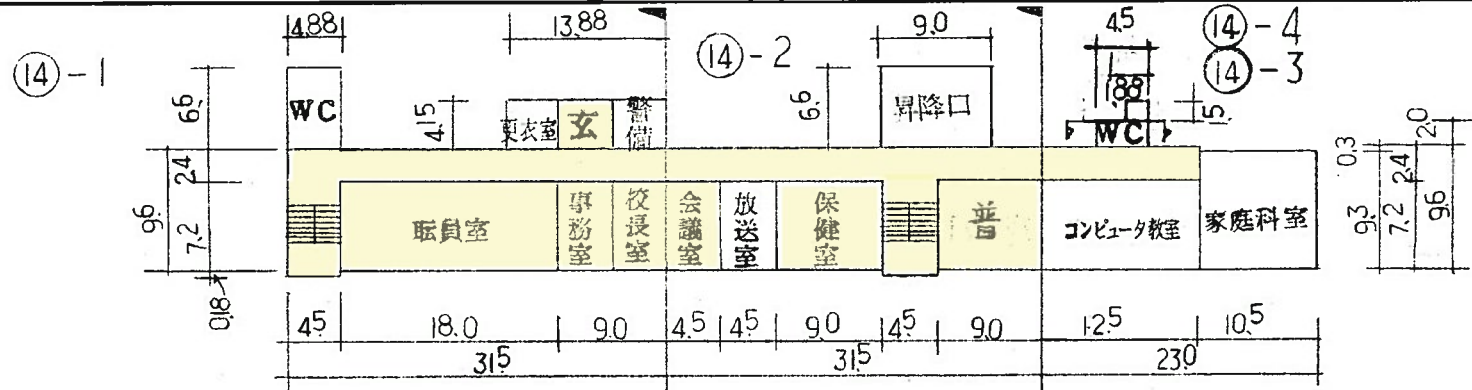 4.88
13.88
9.0
4.5
⑭-4
⑭-1
⑭-2
⑭-3
1.88
6.6
WC
4.15
更衣室
玄
警備
6.6
昇降口
WC
1.5
2.0
0.3
2.4
2.4
9.6
7.2
職員室
事務室
校長室
会議室
放送室
保健室
普
コンピュータ教室
家庭科室
9.3
7.2
9.6
0.18
4.5
18.0
9.0
4.5
4.5
9.0
4.5
9.0
12.5
10.5
31.5
31.5
23.0